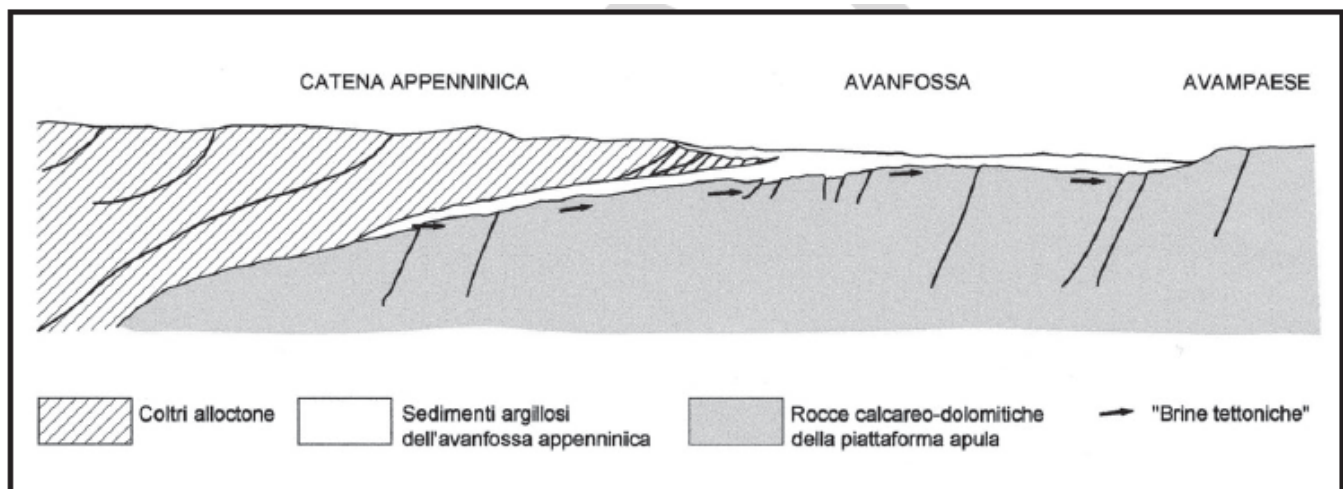 CATENA APPENNINICA
AVANFOSSA
AVAMPAESE
Coltri alloctone
Sedimenti argillosi
dell'avanfossa appenninica
Rocce calcareo-dolomitiche
della piattaforma apula
"Brine tettoniche"